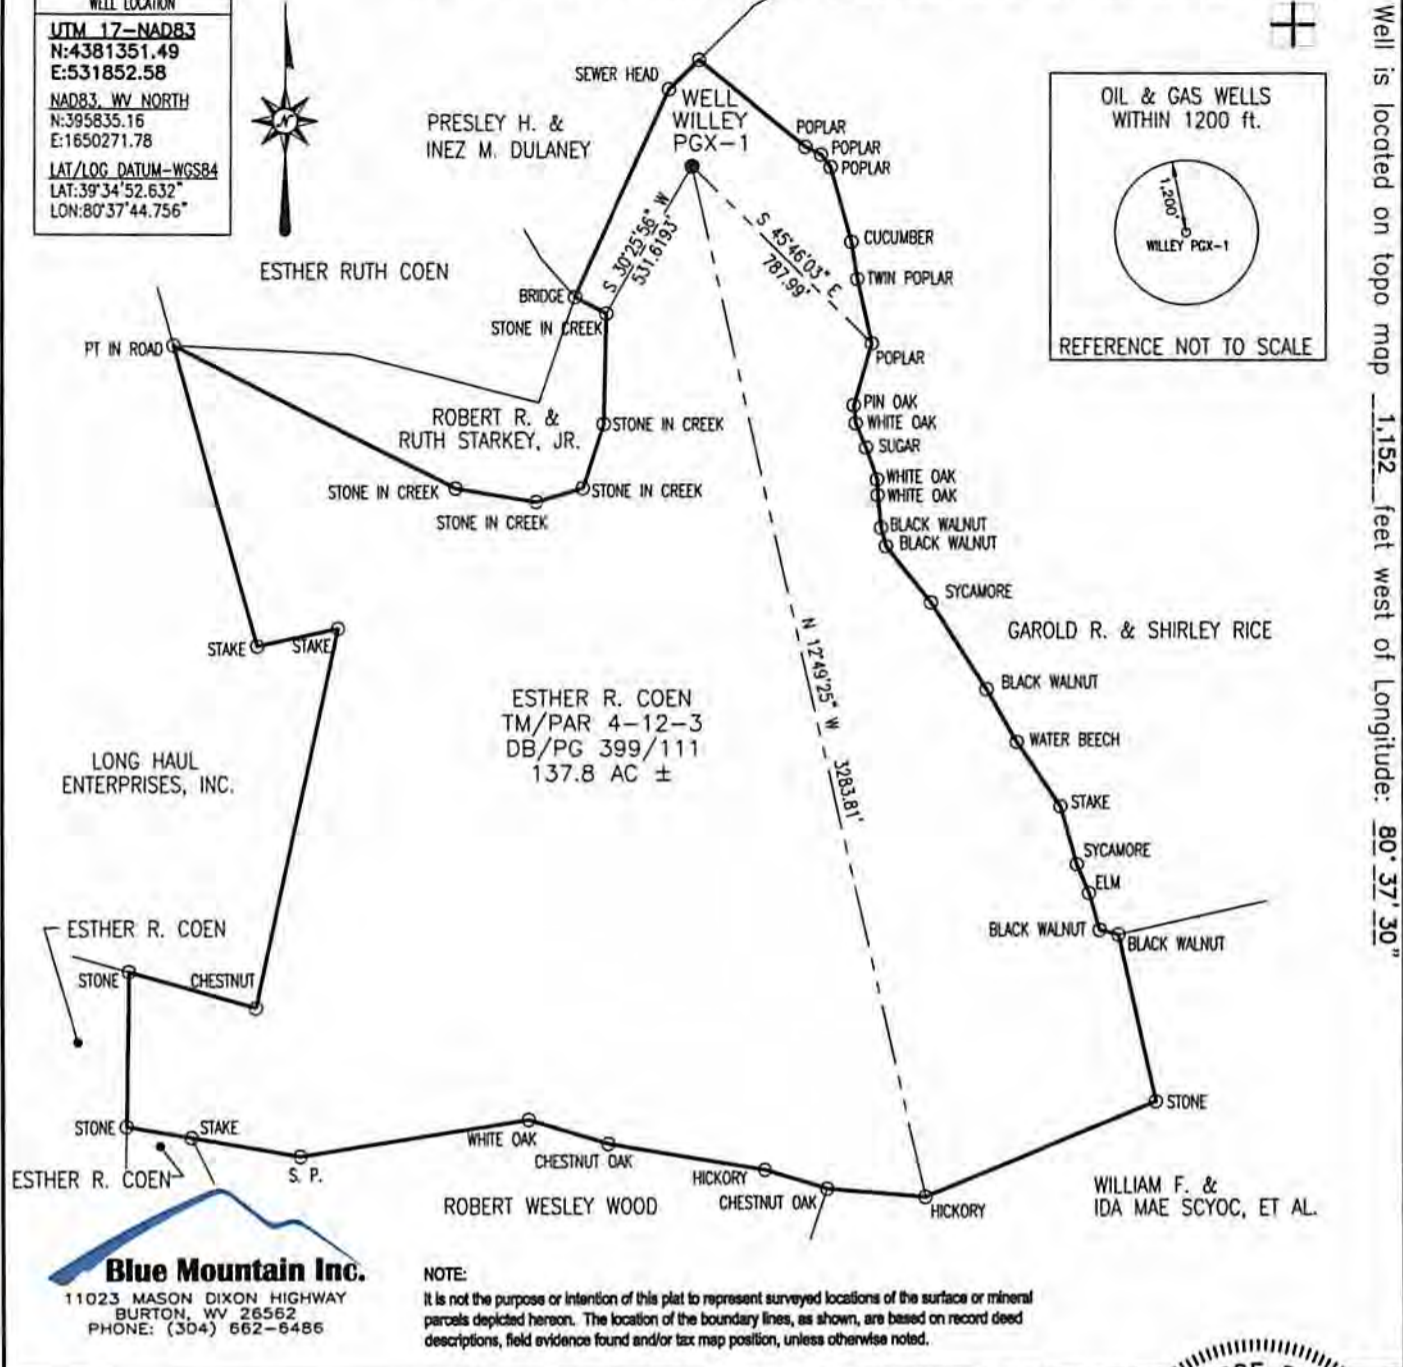 WELL LOCATION
UTM 17-NAD83
N:4381351.49
E:531852.58
NAD83, WV NORTH
N:395835.16
E:1650271.78
LAT/LOG DATUM-WGS84
LAT:39°34'52.632"
LON:80°37'44.756"
N
SEWER HEAD
PRESLEY H. &
INEZ M. DULANEY
WELL
WILLEY
PGX-1
POPLAR
POPLAR
POPLAR
CUCUMBER
TWIN POPLAR
POPLAR
OIL & GAS WELLS
WITHIN 1200 ft.
1,200'
WILLEY PGX-1
REFERENCE NOT TO SCALE
Well is located on topo map 1,152 feet west of Longitude: 80° 37' 30"
ESTHER RUTH COEN
BRIDGE
STONE IN CREEK
S 30°25'56" W
531.6193'
S 45°46'03" E
787.99'
PT IN ROAD
ROBERT R. &
RUTH STARKEY, JR.
STONE IN CREEK
STONE IN CREEK
STONE IN CREEK
STONE IN CREEK
PIN OAK
WHITE OAK
SUGAR
WHITE OAK
WHITE OAK
BLACK WALNUT
BLACK WALNUT
SYCAMORE
GAROLD R. & SHIRLEY RICE
STAKE
STAKE
N 12°49'25" W 3283.81'
BLACK WALNUT
WATER BEECH
ESTHER R. COEN
TM/PAR 4-12-3
DB/PG 399/111
137.8 AC ±
LONG HAUL
ENTERPRISES, INC.
STAKE
SYCAMORE
ELM
BLACK WALNUT
BLACK WALNUT
ESTHER R. COEN
STONE
CHESTNUT
STONE
STONE
STAKE
ESTHER R. COEN
S. P.
WHITE OAK
CHESTNUT OAK
HICKORY
CHESTNUT OAK
HICKORY
ROBERT WESLEY WOOD
WILLIAM F. &
IDA MAE SCYOC, ET AL.
Blue Mountain Inc.
11023 MASON DIXON HIGHWAY
BURTON, WV 26562
PHONE: (304) 662-6486
NOTE:
It is not the purpose or intention of this plat to represent surveyed locations of the surface or mineral
parcels depicted hereon. The location of the boundary lines, as shown, are based on record deed
descriptions, field evidence found and/or tax map position, unless otherwise noted.